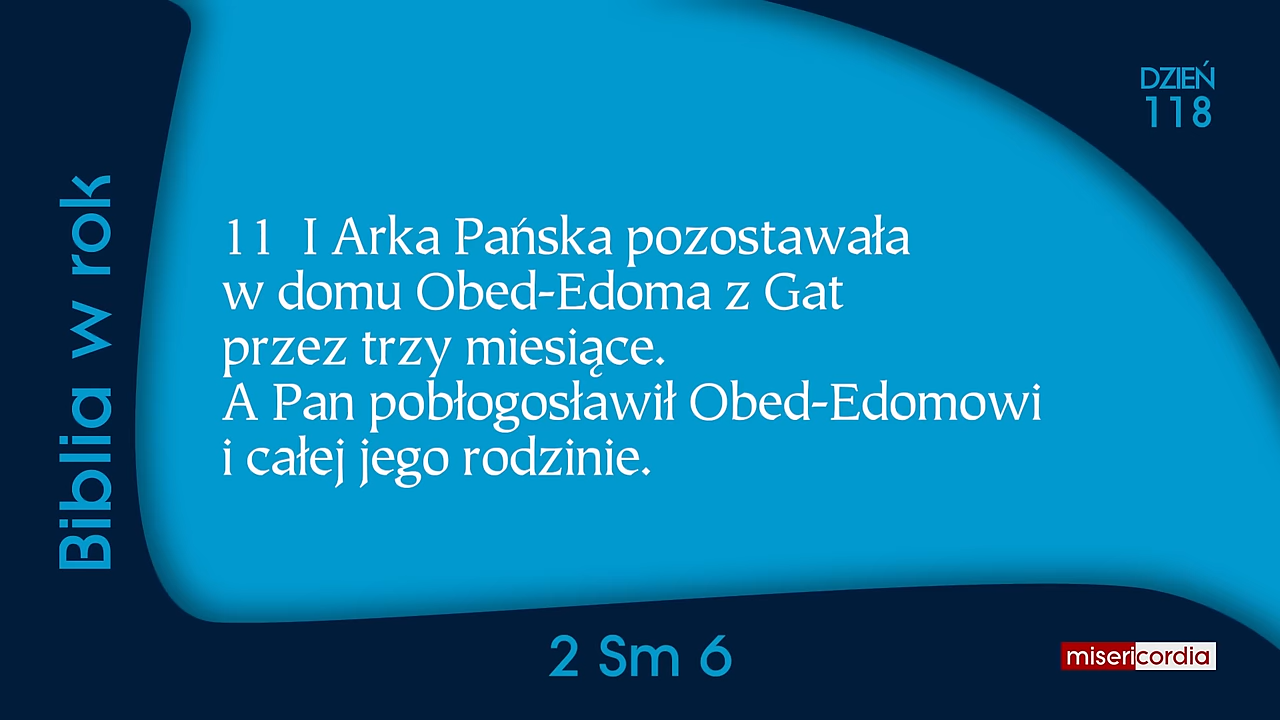 DZIEŃ
118
Biblia w rok
11 I Arka Pańska pozostawała
w domu Obed-Edoma z Gat
przez trzy miesiące.
A Pan pobłogosławił Obed-Edomowi
i całej jego rodzinie.
2 Sm 6
misericordia